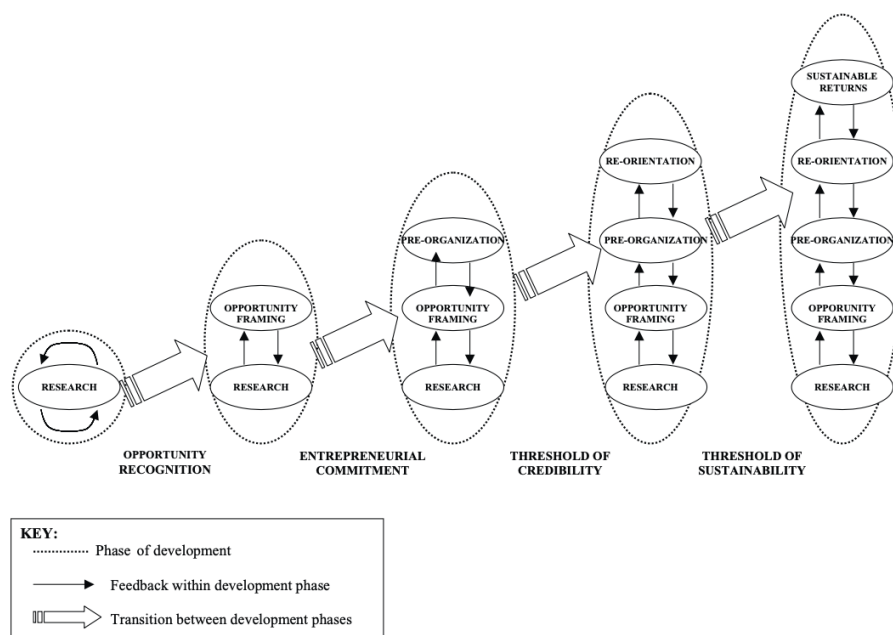 RESEARCH
OPPORTUNITY
FRAMING
RESEARCH
PRE-ORGANIZATION
OPPORTUNITY
FRAMING
RESEARCH
RE-ORIENTATION
PRE-ORGANIZATION
OPPORTUNITY
FRAMING
RESEARCH
SUSTAINABLE
RETURNS
RE-ORIENTATION
PRE-ORGANIZATION
OPPORUNITY
FRAMING
RESEARCH
OPPORTUNITY
RECOGNITION
ENTREPRENEURIAL
COMMITMENT
THRESHOLD OF
CREDIBILITY
THRESHOLD OF
SUSTAINABILITY
KEY:
Phase of development
Feedback within development phase
Transition between development phases